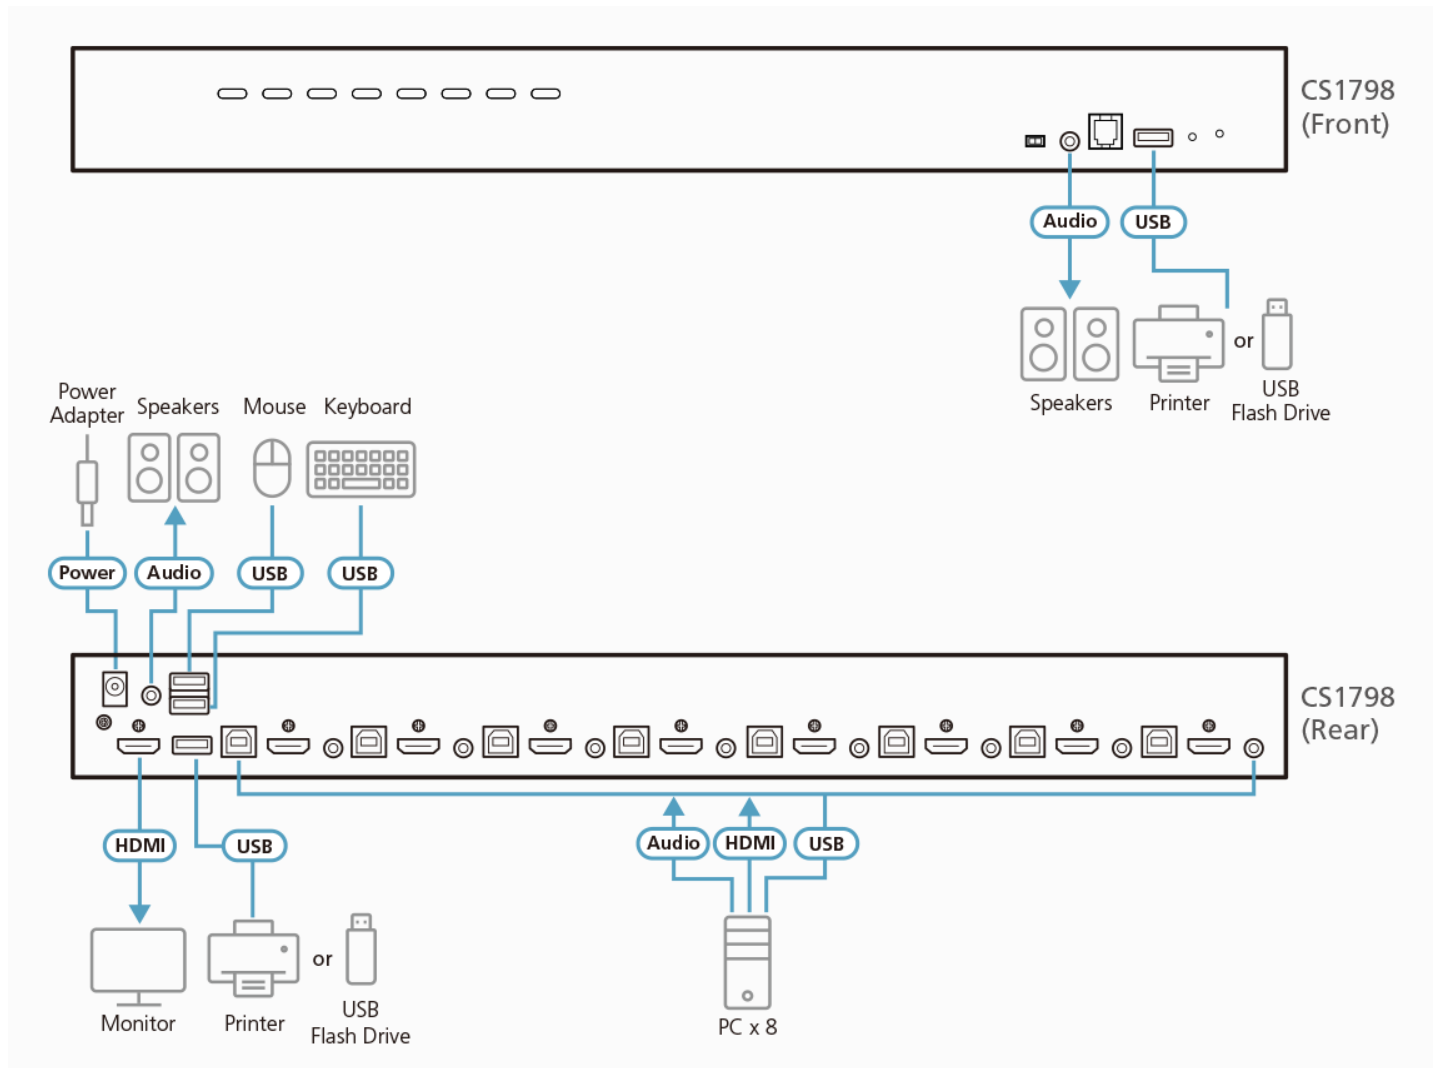 CS1798
(Front)
Audio
USB
or
Speakers
Printer
USB
Flash Drive
Power
Adapter
Speakers
Mouse
Keyboard
Power
Audio
USB
USB
CS1798
(Rear)
HDMI
USB
Audio
HDMI
USB
or
Monitor
Printer
USB
Flash Drive
PC x 8